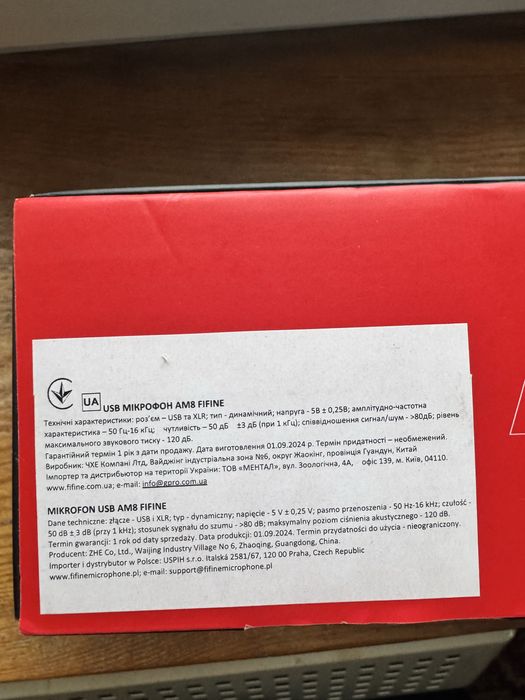 UA USB МІКРОФОН AM8 FIFINE
Технічні характеристики: роз'єм – USB та XLR; тип - динамічний; напруга - 5В ± 0,25В; амплітудно-частотна
характеристика – 50 Гц-16 кГц; чутливість – 50 дБ ±3 дБ (при 1 кГц); співвідношення сигнал/шум - >80дБ; рівень
максимального звукового тиску - 120 дБ.
Гарантійний термін 1 рік з дати продажу. Дата виготовлення 01.09.2024 р. Термін придатності – необмежений.
Виробник: ЧХЕ Компані Лтд, Вайджінг індустріальна зона №6, округ Жаокінг, провінція Гуандун, Китай
Імпортер та дистрибьютор на території України: ТОВ «МЕНТАЛ», вул. Зоологічна, 4А, офіс 139, м. Київ, 04110.
www.fifine.com.ua; e-mail: info@gpro.com.ua
MIKROFON USB AM8 FIFINE
Dane techniczne: złącze - USB i XLR; typ - dynamiczny; napięcie - 5 V ± 0,25 V; pasmo przenoszenia - 50 Hz-16 kHz; czułość -
50 dB ± 3 dB (przy 1 kHz); stosunek sygnału do szumu - >80 dB; maksymalny poziom ciśnienia akustycznego - 120 dB.
Termin gwarancji: 1 rok od daty sprzedaży. Data produkcji: 01.09.2024. Termin przydatności do użycia - nieograniczony.
Producent: ZHE Co, Ltd., Waijing Industry Village No 6, Zhaoqing, Guangdong, China.
Importer i dystrybutor w Polsce: USPIH s.r.o. Italská 2581/67, 120 00 Praha, Czech Republic
www.fifinemicrophone.pl; e-mail: support@fifinemicrophone.pl